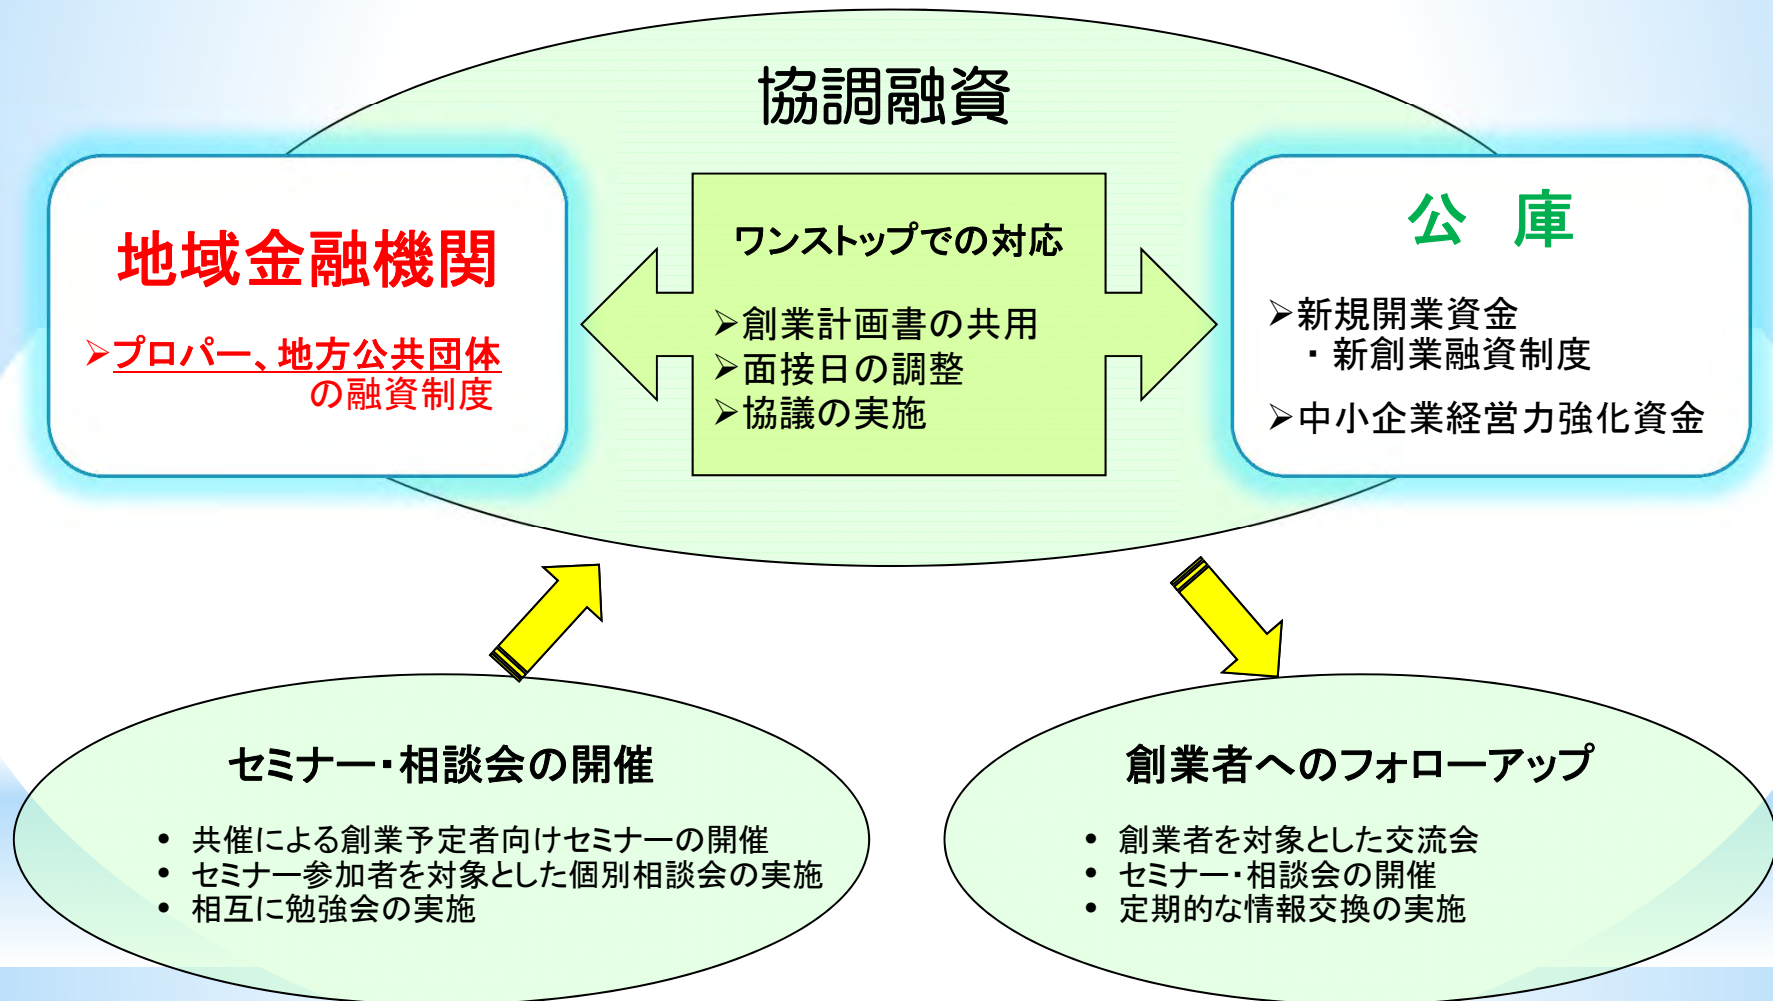 協調融資
地域金融機関
➢プロパー、地方公共団体
の融資制度
ワンストップでの対応
➢創業計画書の共用
➢面接日の調整
➢協議の実施
公　庫
➢新規開業資金
・新創業融資制度
➢中小企業経営力強化資金
セミナー・相談会の開催
• 共催による創業予定者向けセミナーの開催
• セミナー参加者を対象とした個別相談会の実施
• 相互に勉強会の実施
創業者へのフォローアップ
• 創業者を対象とした交流会
• セミナー・相談会の開催
• 定期的な情報交換の実施